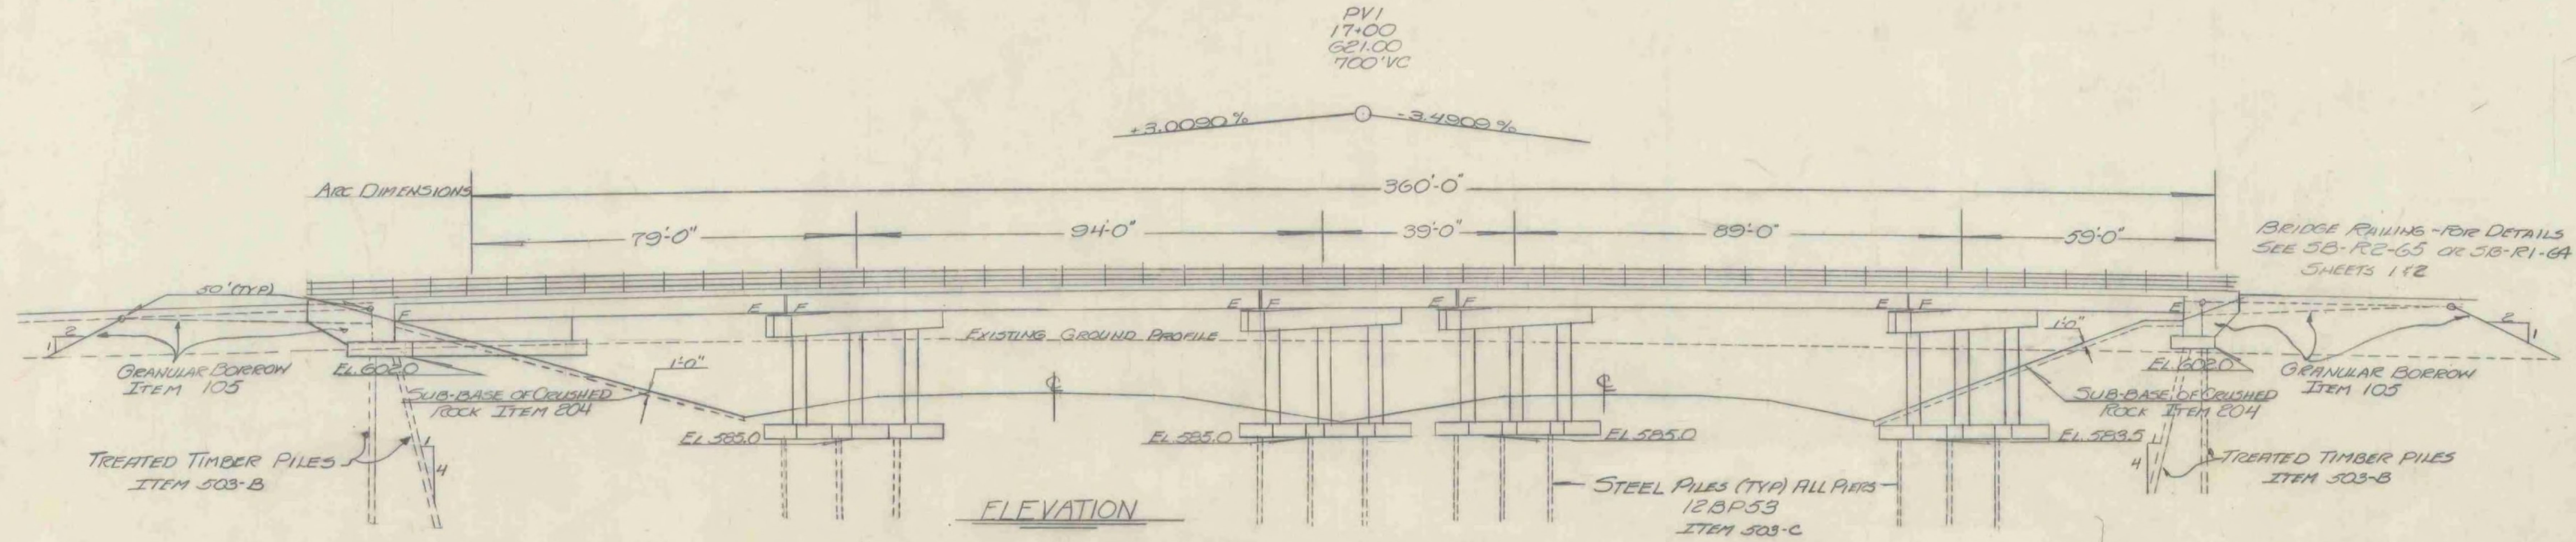 PVI
17+00
621.00
700'VC
+3.0090%
-3.4909%
ARC DIMENSIONS
360'-0"
79'-0"
94'-0"
39'-0"
89'-0"
59'-0"
BRIDGE RAILING - FOR DETAILS
SEE SB-R2-65 OR SB-R1-64
SHEETS 1 & 2
50' (TYP)
F
E F
E F
E F
E F
E
2
1
2
1
EXISTING GROUND PROFILE
1'-0"
1'-0"
GRANULAR BORROW
ITEM 105
EL. 602.0
SUB-BASE OF CRUSHED
ROCK ITEM 204
EL. 602.0
GRANULAR BORROW
ITEM 105
SUB-BASE OF CRUSHED
ROCK ITEM 204
℄
℄
EL 585.0
EL 585.0
EL 585.0
EL. 583.5
TREATED TIMBER PILES
ITEM 503-B
1
4
1
4
TREATED TIMBER PILES
ITEM 503-B
STEEL PILES (TYP) ALL PIERS
12BP53
ITEM 503-C
ELEVATION